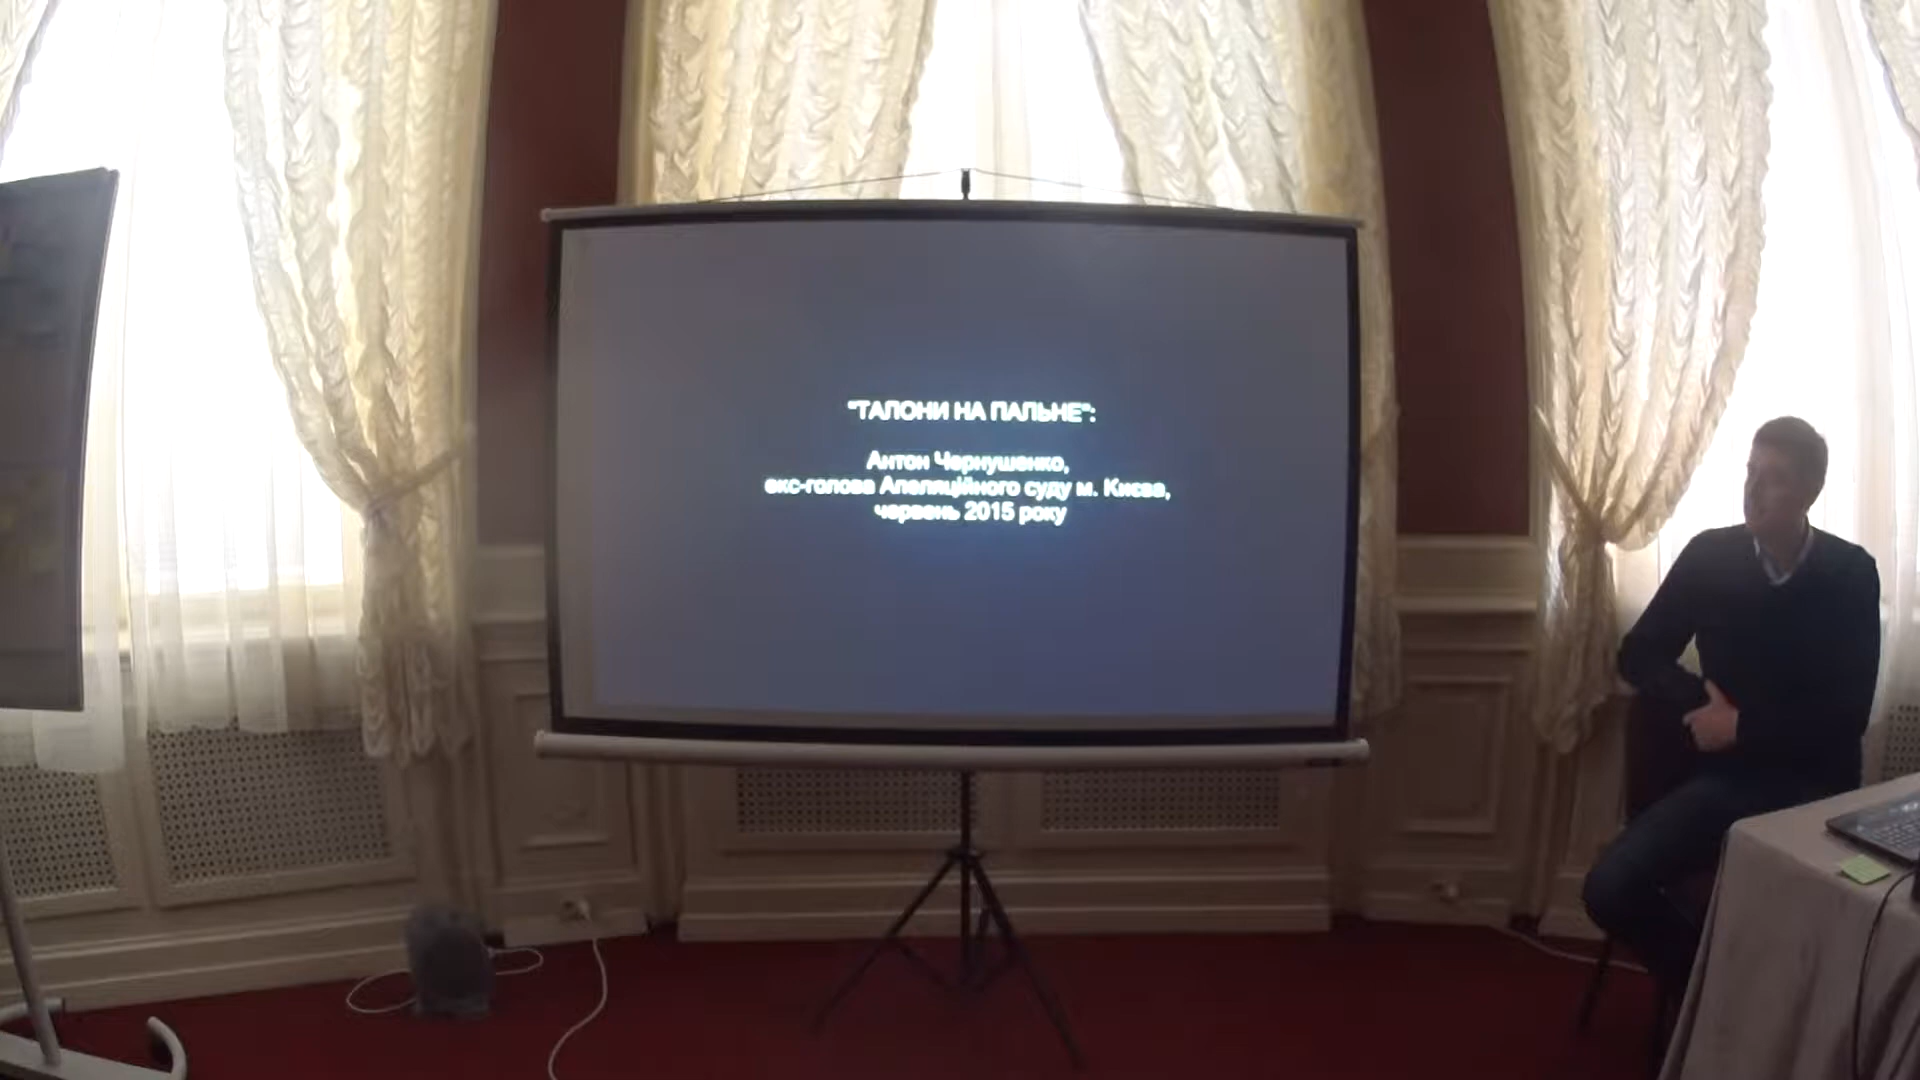 "ТАЛОНИ НА ПАЛЬНЕ":
Антон Чернушенко,
екс-голова Апеляційного суду м. Києва,
червень 2015 року